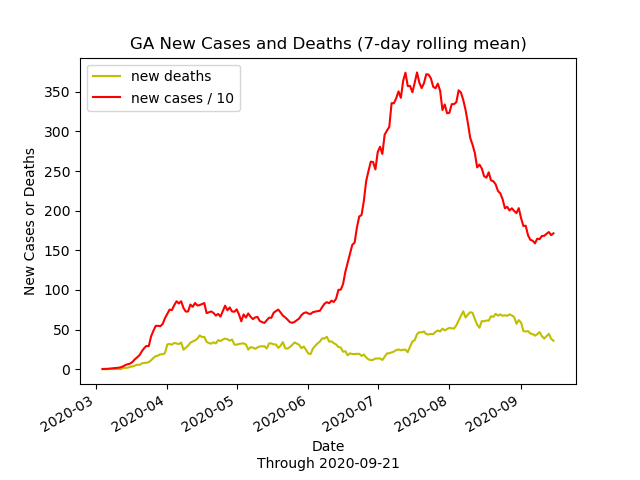 GA New Cases and Deaths (7-day rolling mean)
new deaths
new cases / 10
New Cases or Deaths
350
300
250
200
150
100
50
0
2020-03
2020-04
2020-05
2020-06
2020-07
2020-08
2020-09
Date
Through 2020-09-21